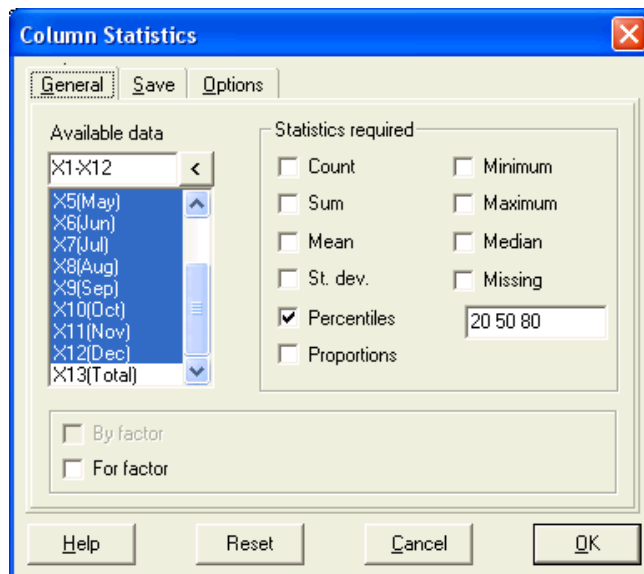 Column Statistics
General Save Options
Available data
X1-X12 <
X5(May)
X6(Jun)
X7(Jul)
X8(Aug)
X9(Sep)
X10(Oct)
X11(Nov)
X12(Dec)
X13(Total)
Statistics required
Count Minimum
Sum Maximum
Mean Median
St. dev. Missing
Percentiles 20 50 80
Proportions
By factor
For factor
Help Reset Cancel OK